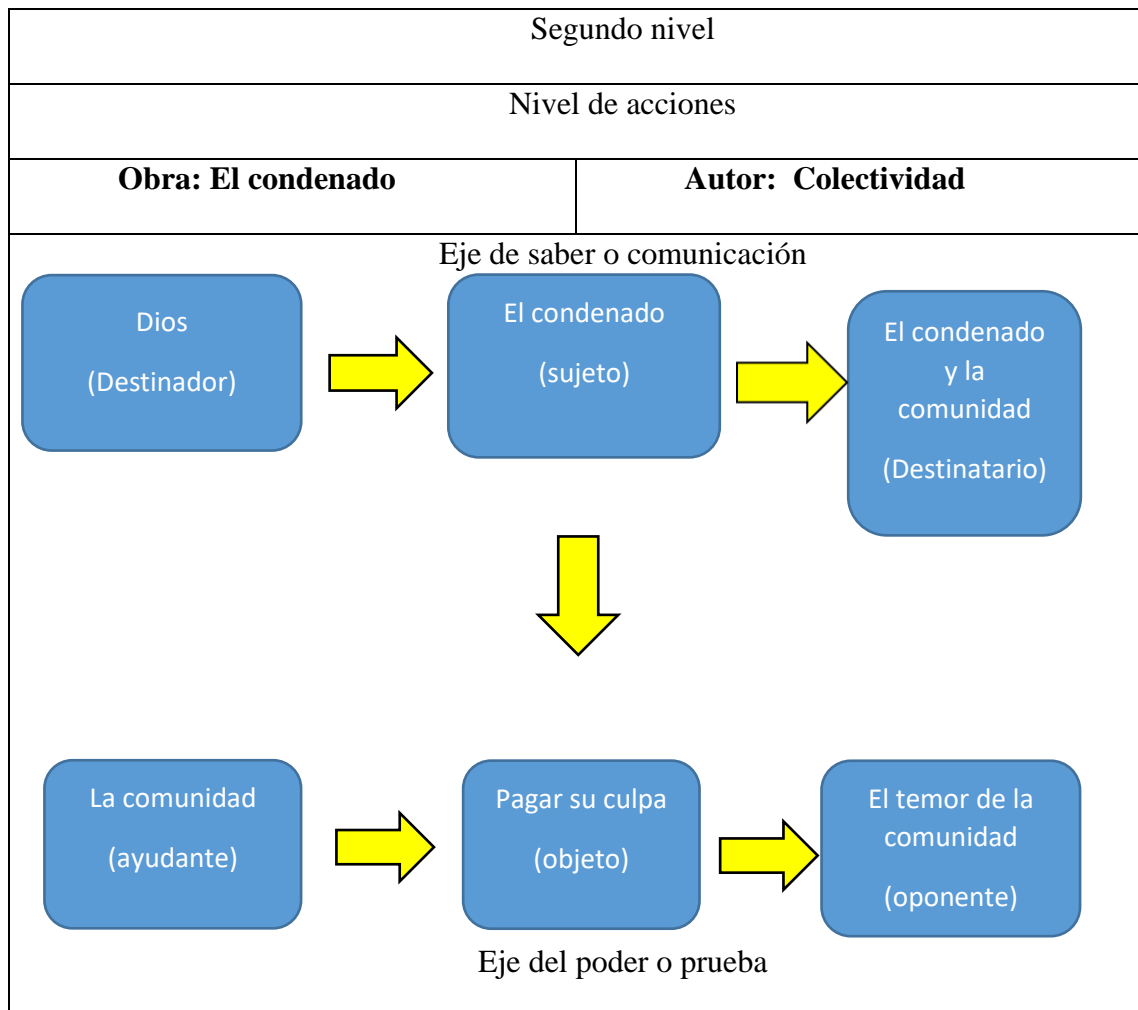 Segundo nivel
Nivel de acciones
Obra: El condenado
Autor: Colectividad
Eje de saber o comunicación
Dios
(Destinador)
El condenado
(sujeto)
El condenado
y la
comunidad
(Destinatario)
La comunidad
(ayudante)
Pagar su culpa
(objeto)
El temor de la
comunidad
(oponente)
Eje del poder o prueba